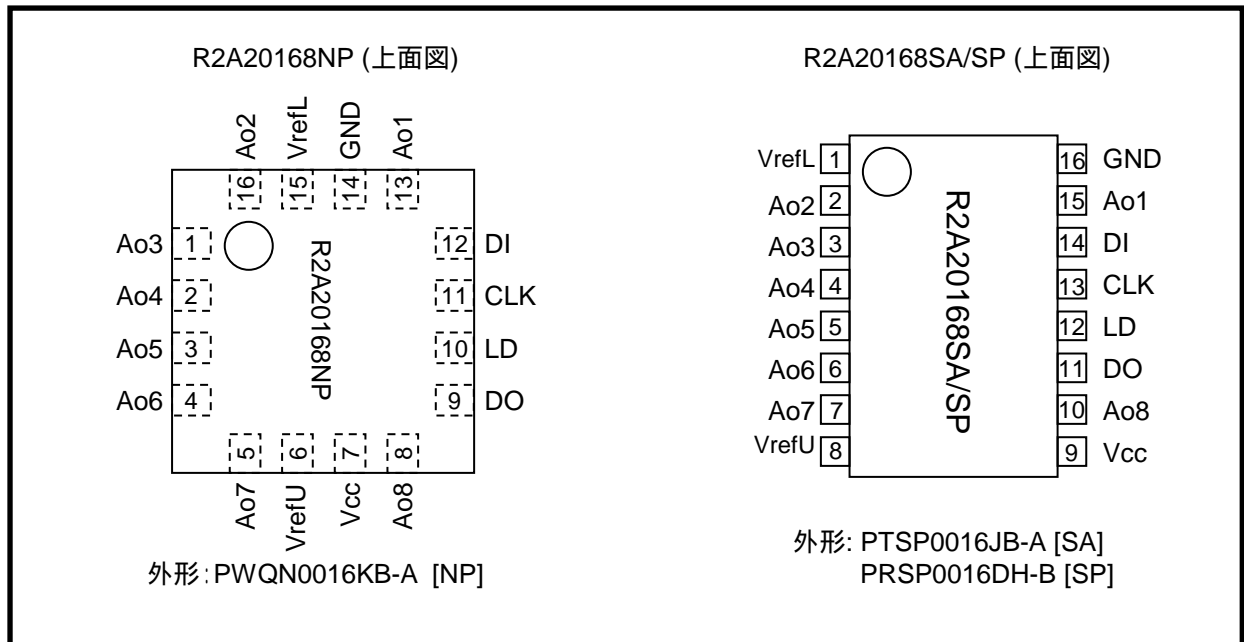 R2A20168NP (上面図)
Ao2 VrefL GND Ao1
16 15 14 13
Ao3 1
Ao4 2
Ao5 3
Ao6 4
R2A20168NP
12 DI
11 CLK
10 LD
9 DO
5 6 7 8
Ao7 VrefU Vcc Ao8
外形:PWQN0016KB-A [NP]
R2A20168SA/SP (上面図)
VrefL 1
Ao2 2
Ao3 3
Ao4 4
Ao5 5
Ao6 6
Ao7 7
VrefU 8
R2A20168SA/SP
16 GND
15 Ao1
14 DI
13 CLK
12 LD
11 DO
10 Ao8
9 Vcc
外形: PTSP0016JB-A [SA]
PRSP0016DH-B [SP]